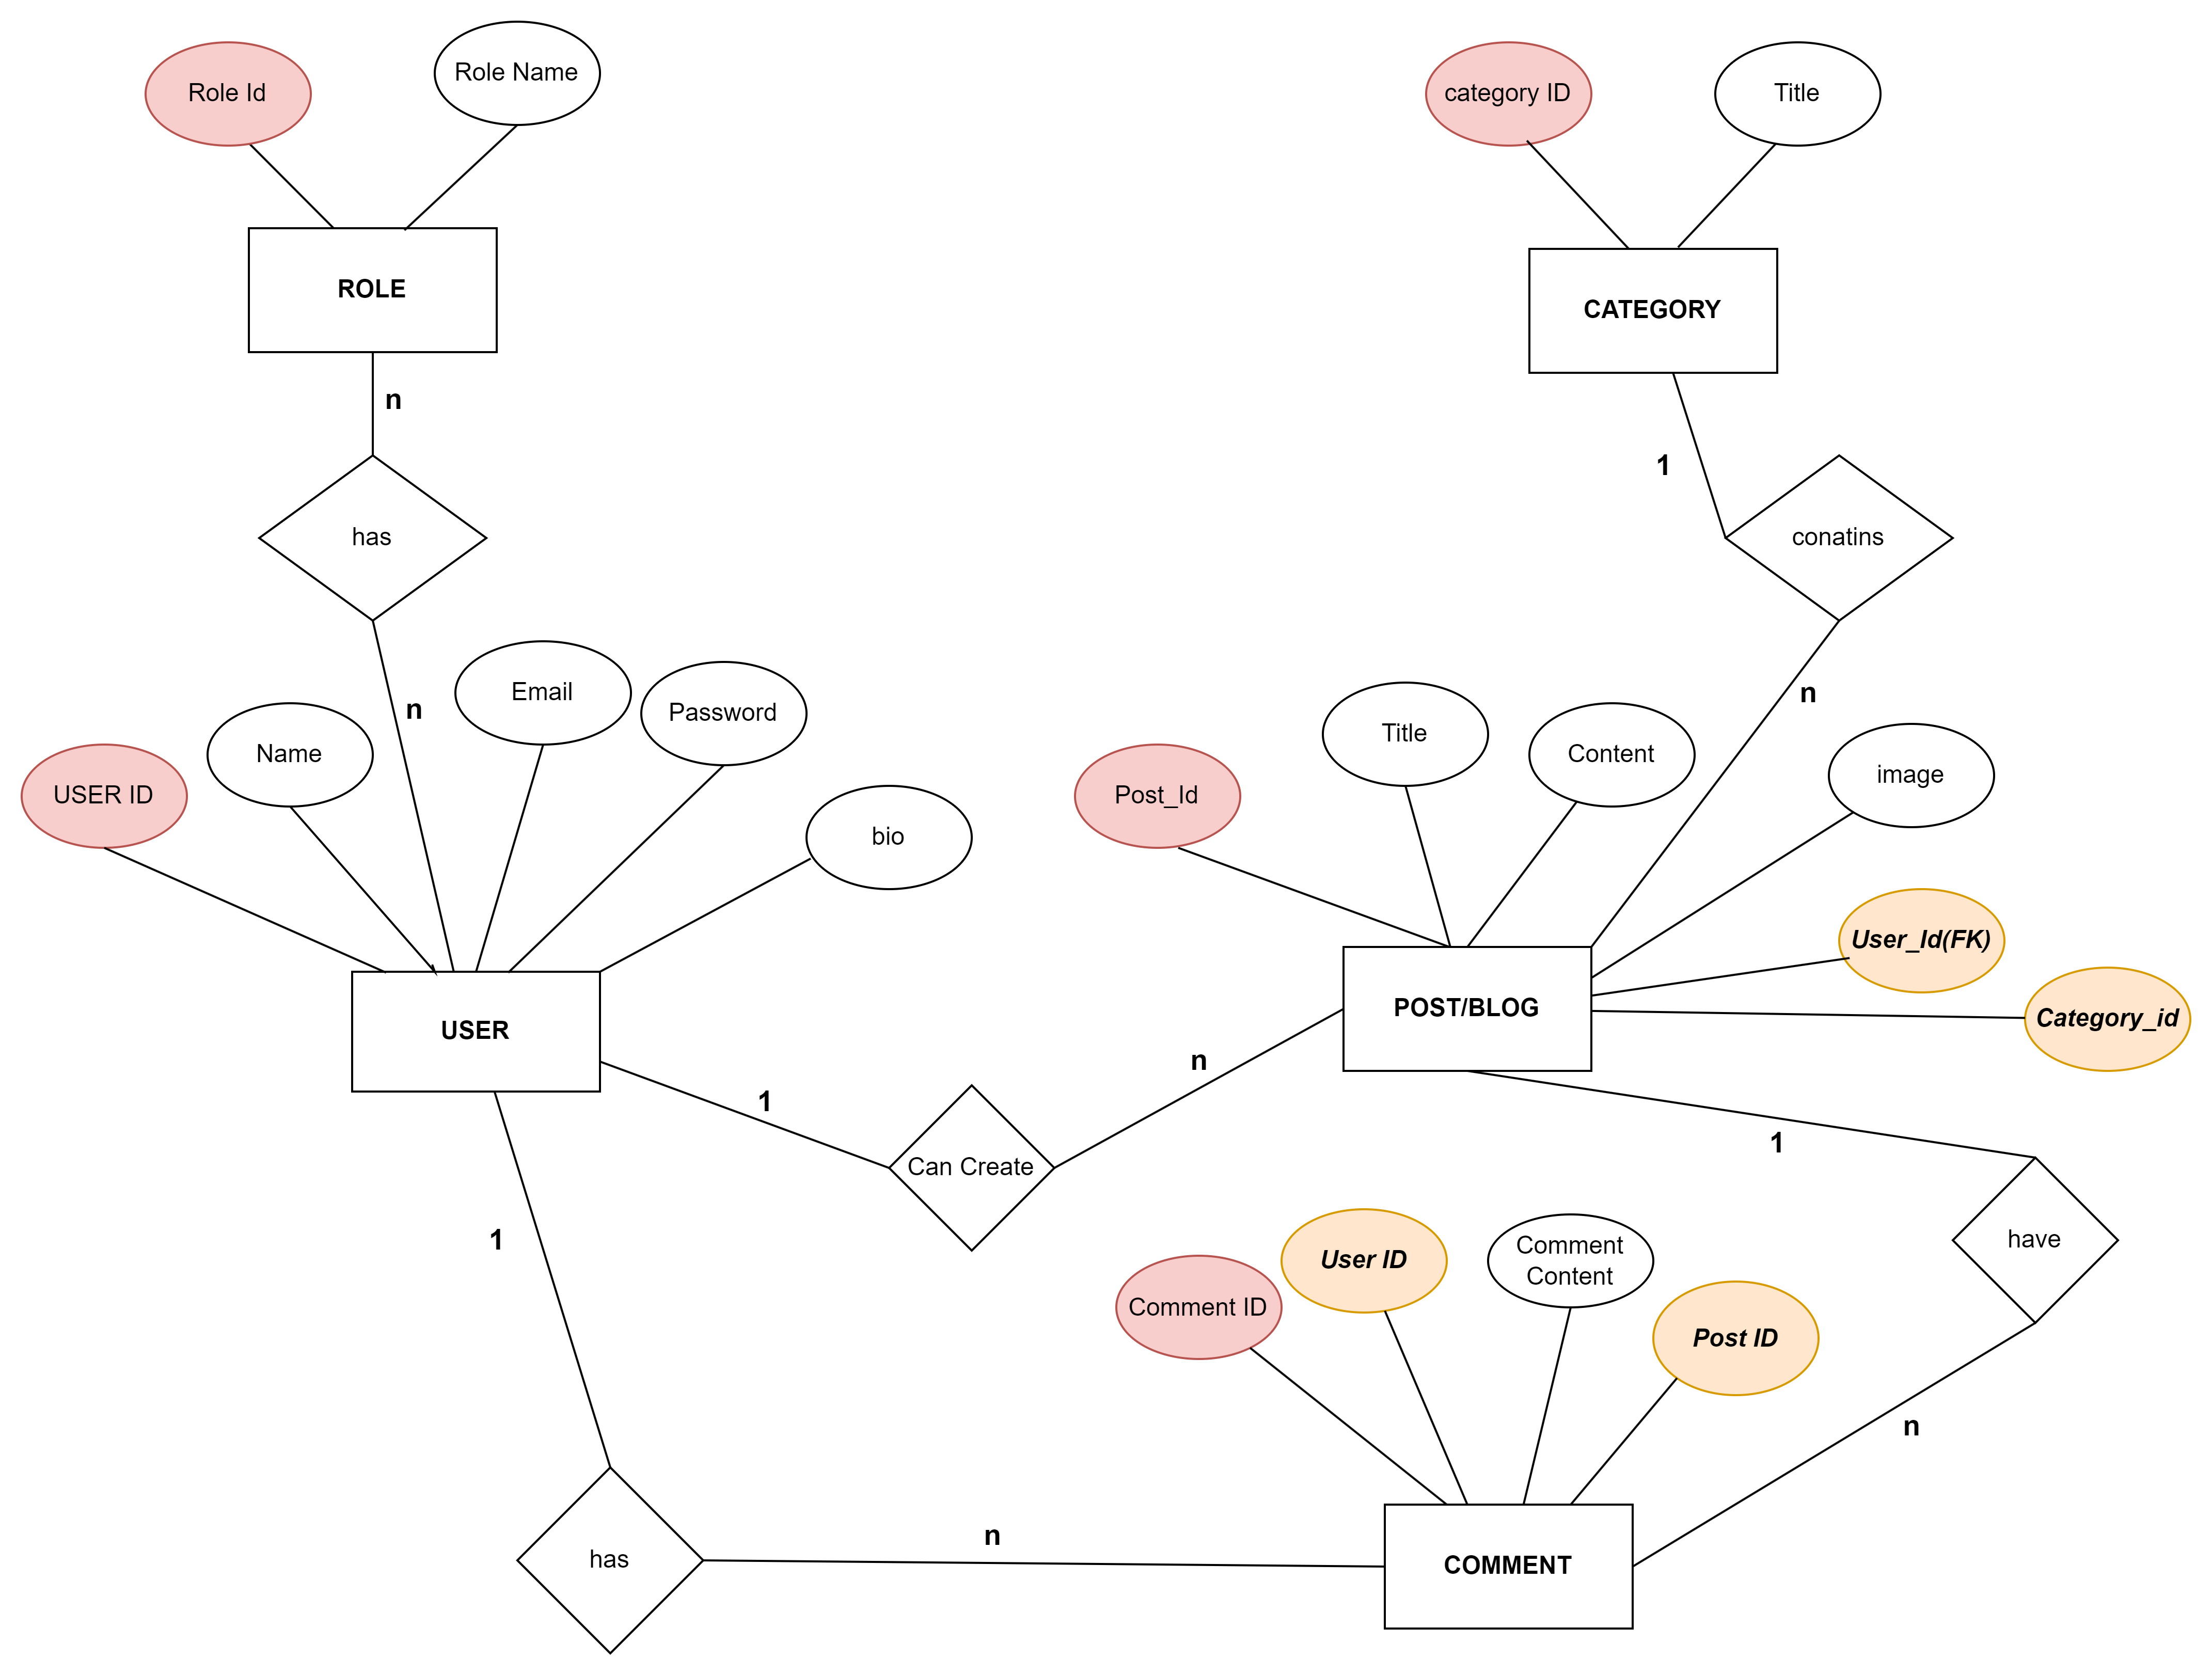 Role Id
Role Name
category ID
Title
ROLE
CATEGORY
n
1
has
conatins
n
n
Email
Password
Name
USER ID
bio
Title
Content
Post_Id
image
User_Id(FK)
Category_id
USER
POST/BLOG
1
n
Can Create
1
have
1
User ID
Comment
Content
Comment ID
Post ID
n
n
has
COMMENT